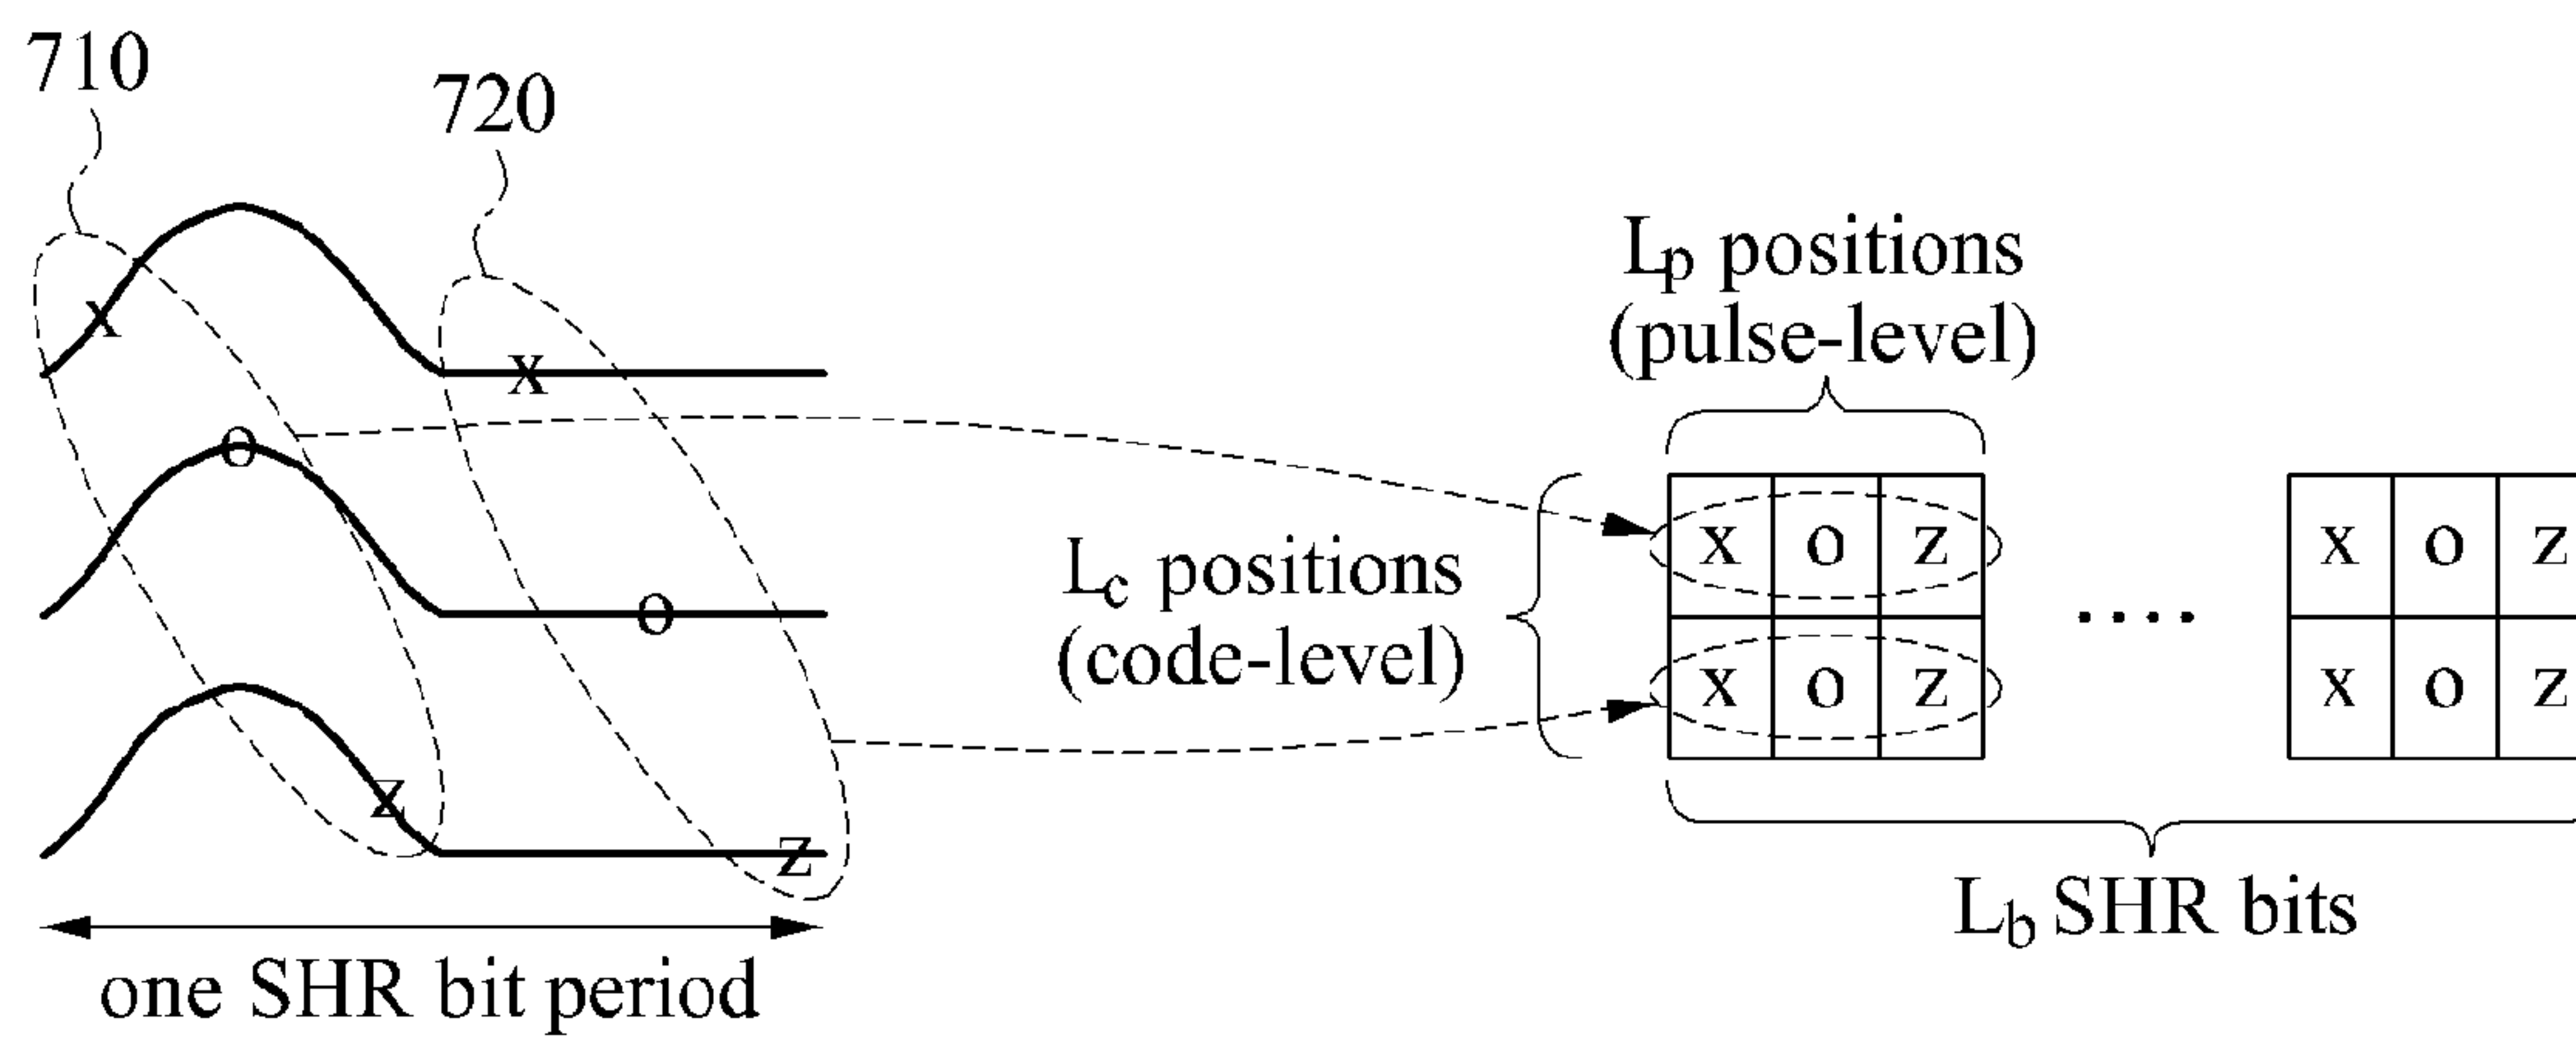 710
720
x
x
o
o
z
z
one SHR bit period
Lp positions
(pulse-level)
Lc positions
(code-level)
x o z
x o z
....
x o z
x o z
Lb SHR bits